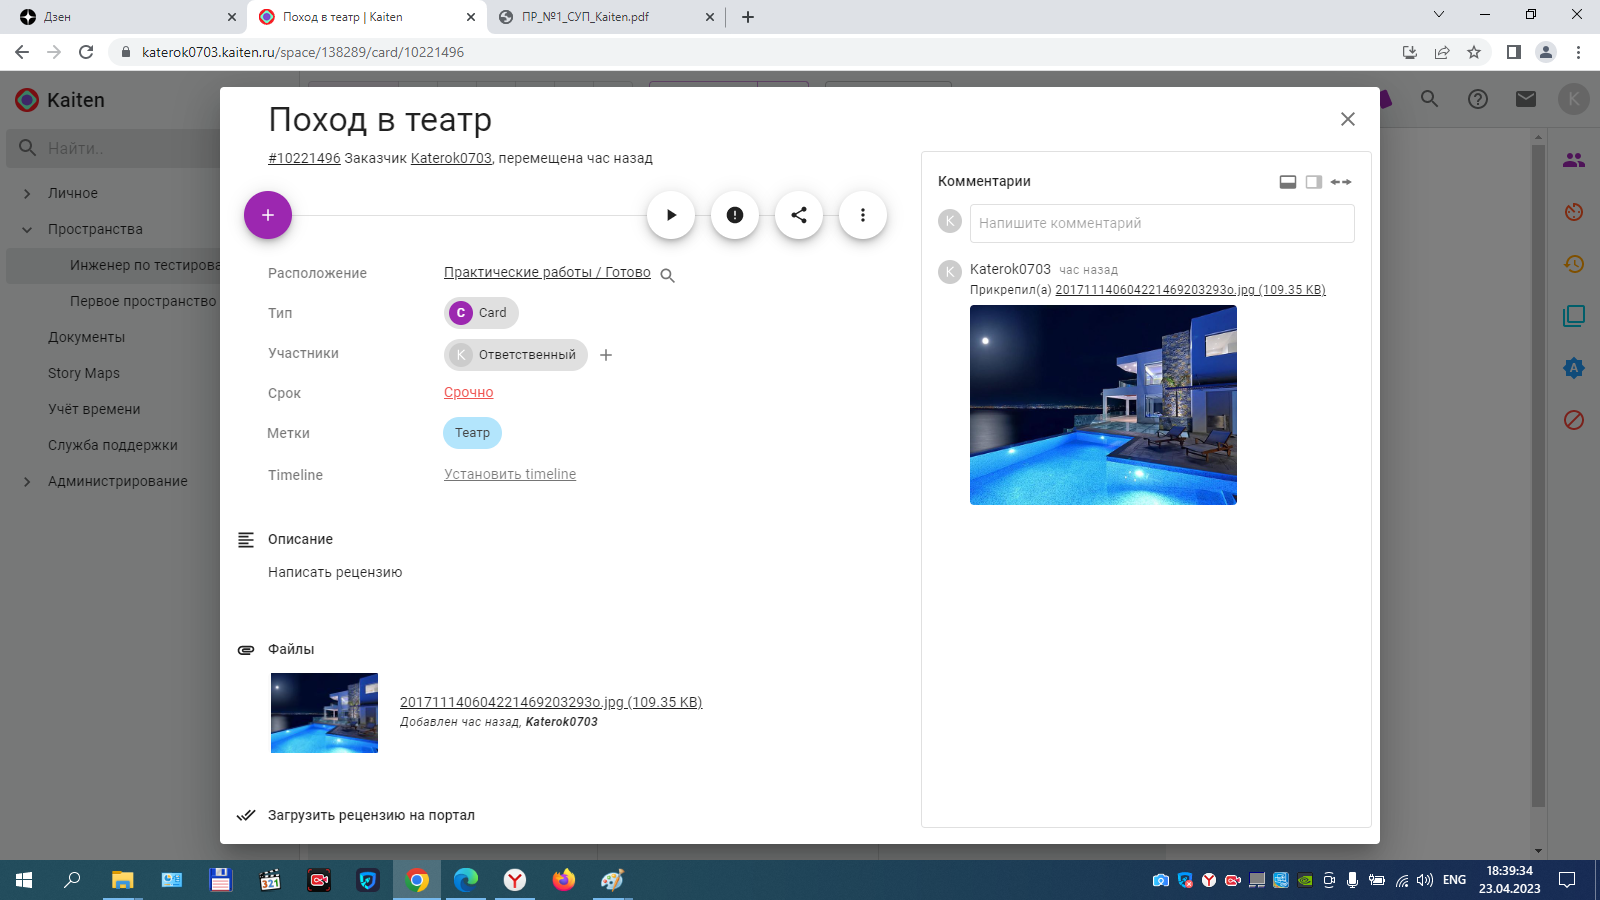 Дзен
Поход в театр | Kaiten
ПР_№1_СУП_Kaiten.pdf
katerok0703.kaiten.ru/space/138289/card/10221496
Kaiten
K
Найти..
Личное
Пространства
Инженер по тестирова
Первое пространство
Документы
Story Maps
Учёт времени
Служба поддержки
Администрирование
Поход в театр
#10221496 Заказчик Katerok0703, перемещена час назад
Расположение
Практические работы / Готово
Тип
C Card
Участники
K Ответственный
Срок
Срочно
Метки
Театр
Timeline
Установить timeline
Описание
Написать рецензию
Файлы
201711140604221469203293o.jpg (109.35 KB)
Добавлен час назад, Katerok0703
Загрузить рецензию на портал
Комментарии
K
Напишите комментарий
K
Katerok0703 час назад
Прикрепил(а) 201711140604221469203293o.jpg (109.35 KB)
A
321
ENG
18:39:34
23.04.2023